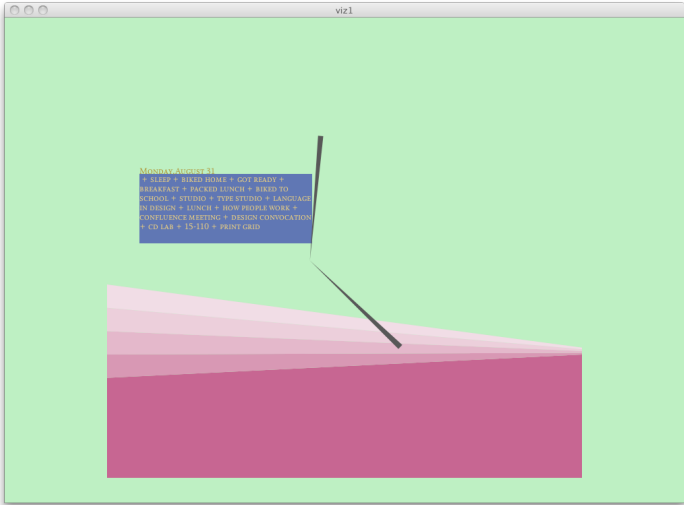 viz1
Monday August 31
+ SLEEP + BIKED HOME + GOT READY +
BREAKFAST + PACKED LUNCH + BIKED TO
SCHOOL + STUDIO + TYPE STUDIO + LANGUAGE
IN DESIGN + LUNCH + HOW PEOPLE WORK +
CONFLUENCE MEETING + DESIGN CONVOCATION
+ CD LAB + 15-110 + PRINT GRID